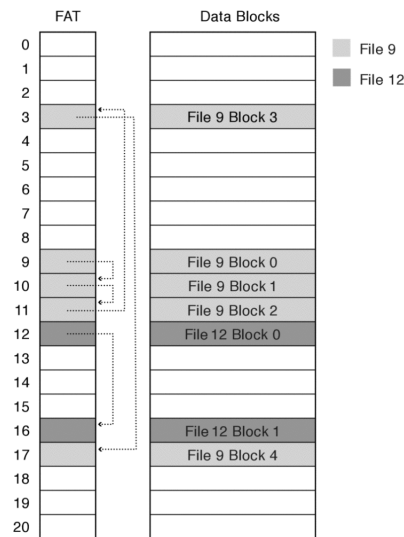 FAT Data Blocks
0
File 9
1
File 12
2
3 File 9 Block 3
4
5
6
7
8
9 File 9 Block 0
10 File 9 Block 1
11 File 9 Block 2
12 File 12 Block 0
13
14
15
16 File 12 Block 1
17 File 9 Block 4
18
19
20